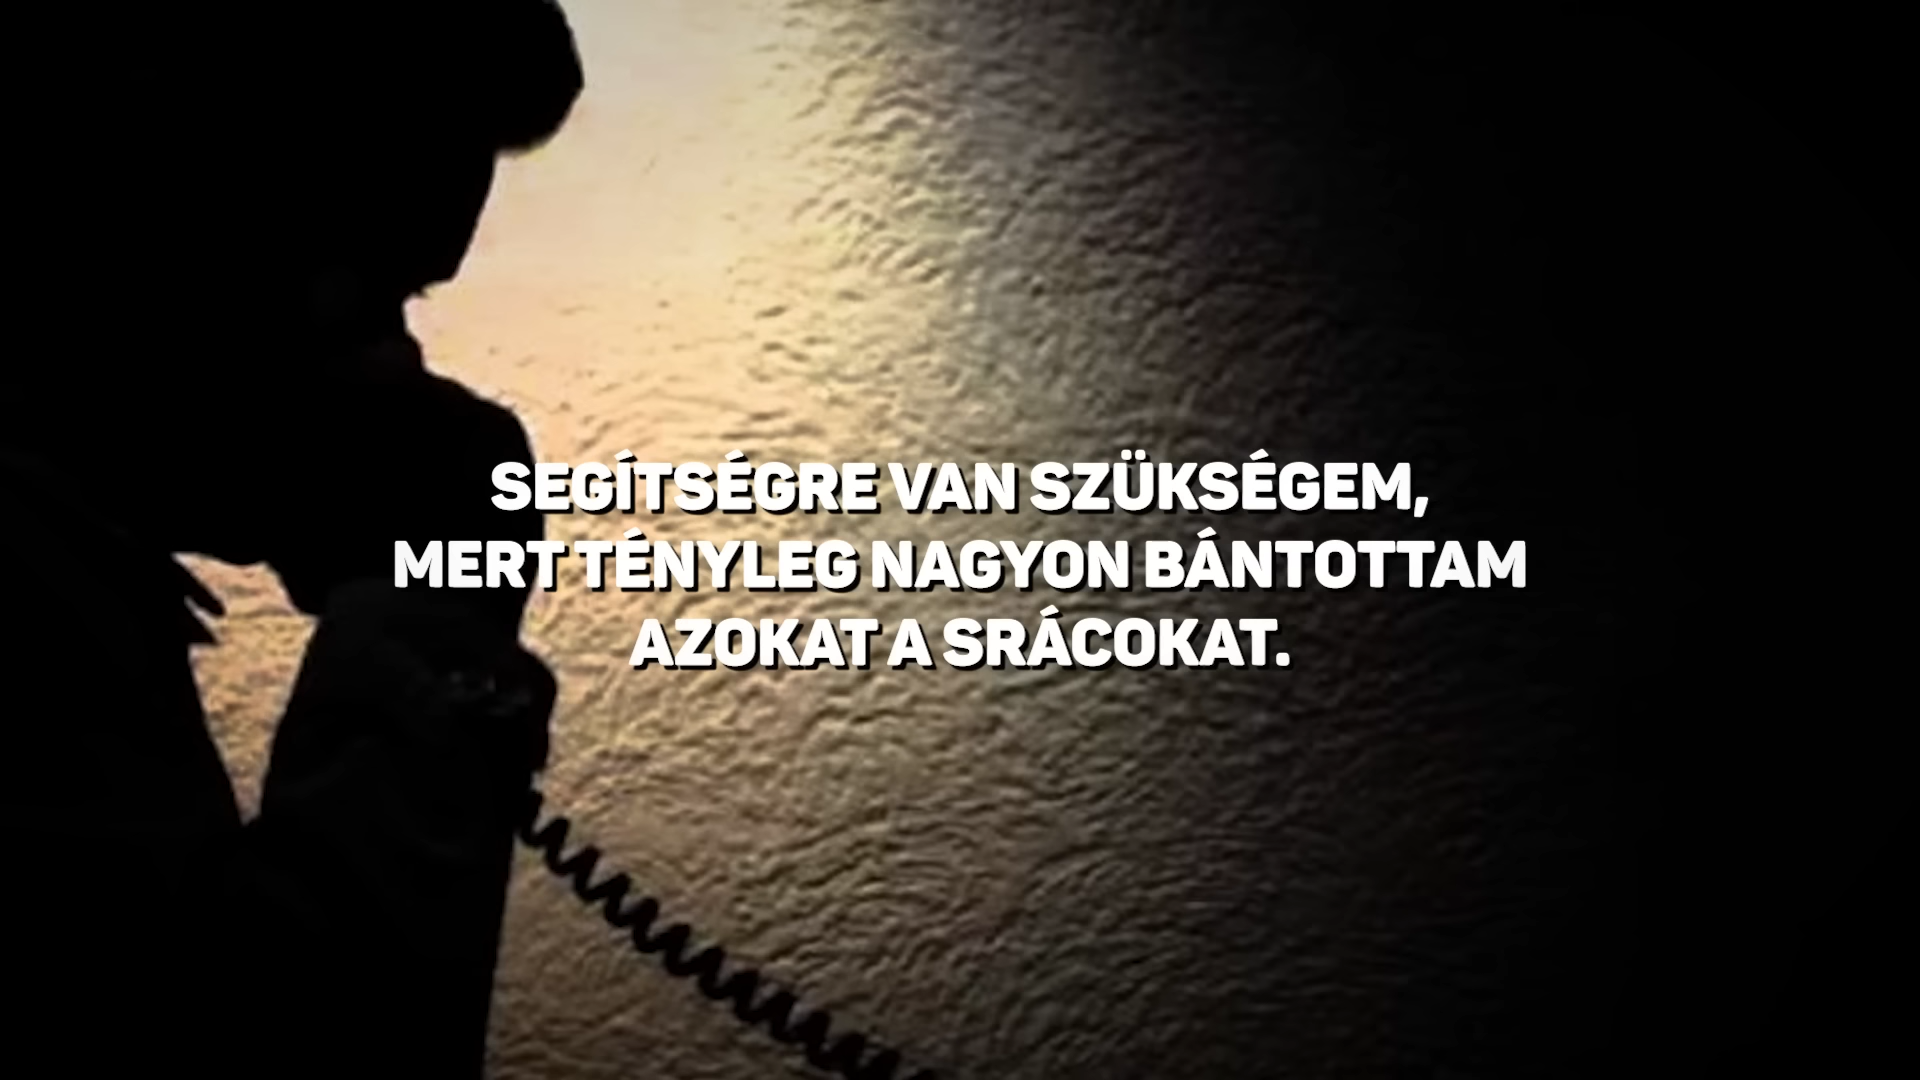 SEGÍTSÉGRE VAN SZÜKSÉGEM,
MERT TÉNYLEG NAGYON BÁNTOTTAM
AZOKAT A SRÁCOKAT.